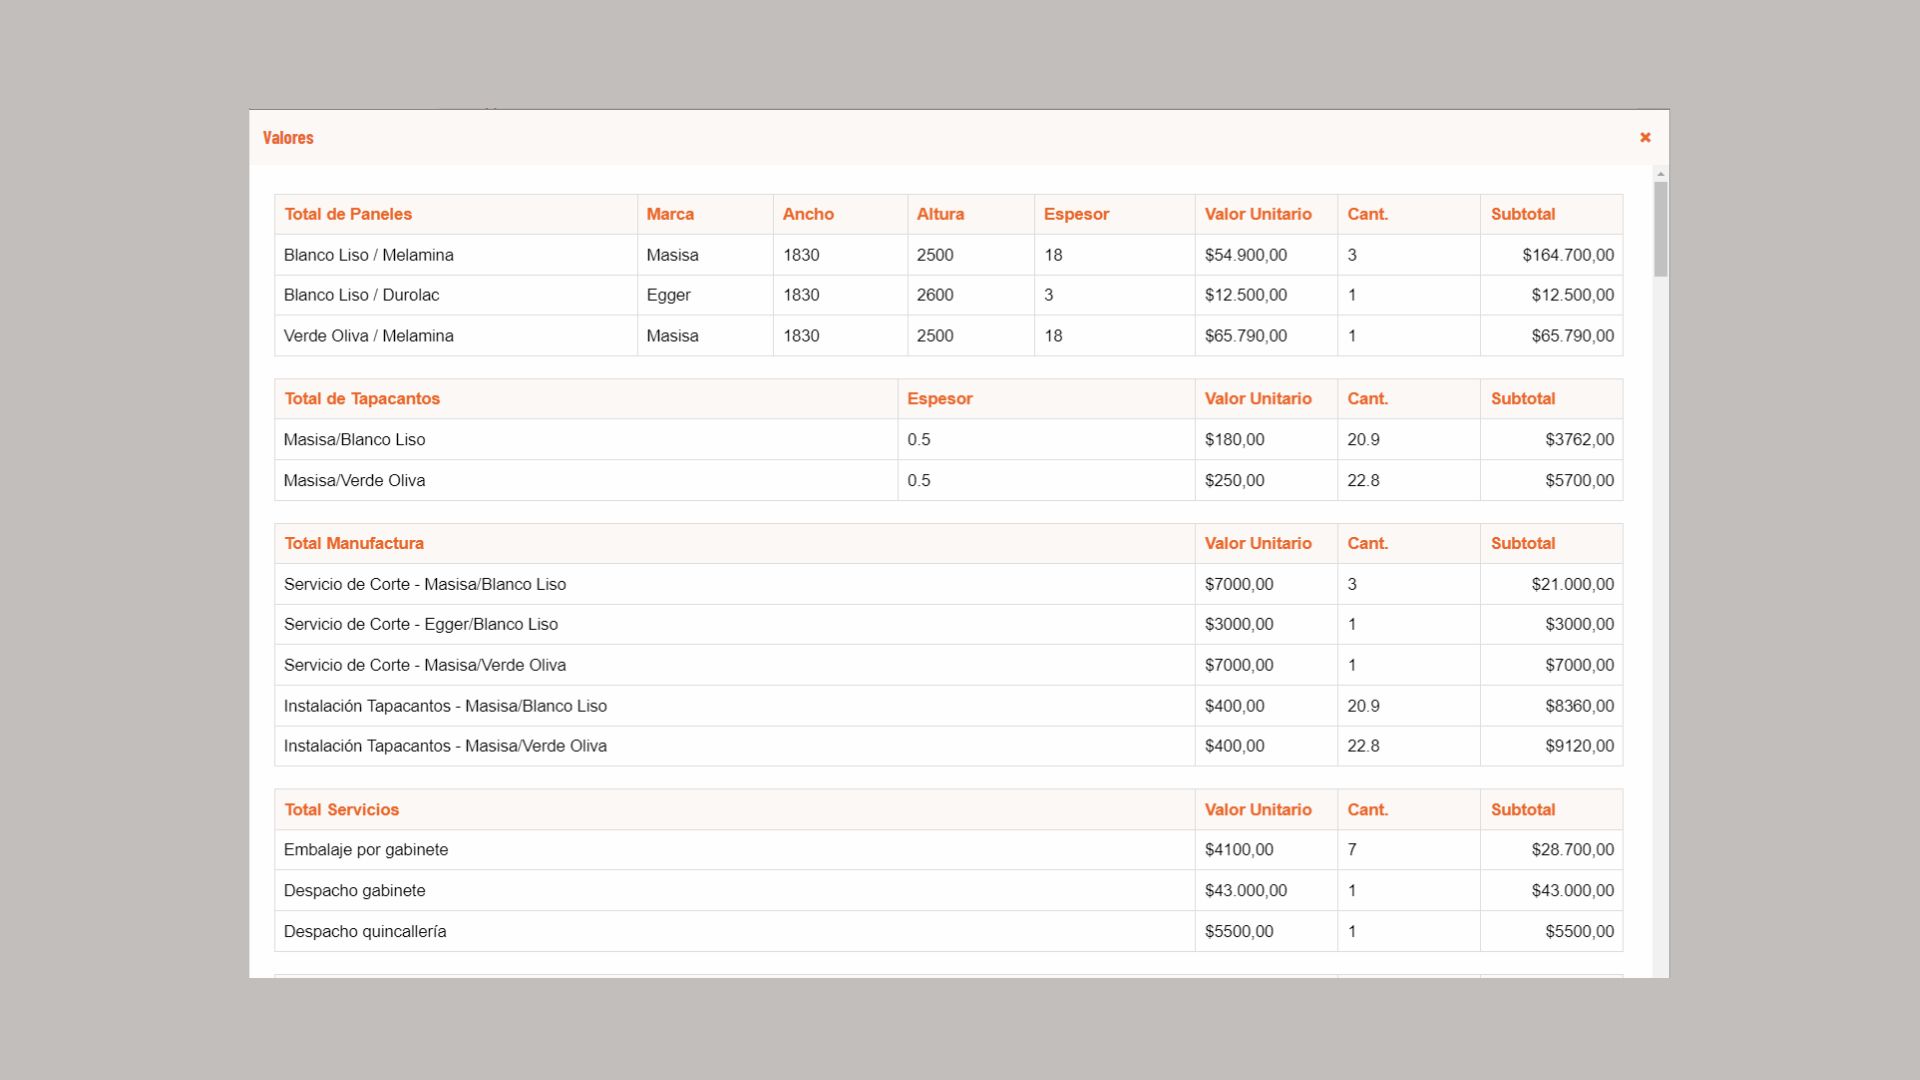 Valores ✖
Total de Paneles Marca Ancho Altura Espesor Valor Unitario Cant. Subtotal
Blanco Liso / Melamina Masisa 1830 2500 18 $54.900,00 3 $164.700,00
Blanco Liso / Durolac Egger 1830 2600 3 $12.500,00 1 $12.500,00
Verde Oliva / Melamina Masisa 1830 2500 18 $65.790,00 1 $65.790,00
Total de Tapacantos Espesor Valor Unitario Cant. Subtotal
Masisa/Blanco Liso 0.5 $180,00 20.9 $3762,00
Masisa/Verde Oliva 0.5 $250,00 22.8 $5700,00
Total Manufactura Valor Unitario Cant. Subtotal
Servicio de Corte - Masisa/Blanco Liso $7000,00 3 $21.000,00
Servicio de Corte - Egger/Blanco Liso $3000,00 1 $3000,00
Servicio de Corte - Masisa/Verde Oliva $7000,00 1 $7000,00
Instalación Tapacantos - Masisa/Blanco Liso $400,00 20.9 $8360,00
Instalación Tapacantos - Masisa/Verde Oliva $400,00 22.8 $9120,00
Total Servicios Valor Unitario Cant. Subtotal
Embalaje por gabinete $4100,00 7 $28.700,00
Despacho gabinete $43.000,00 1 $43.000,00
Despacho quincallería $5500,00 1 $5500,00